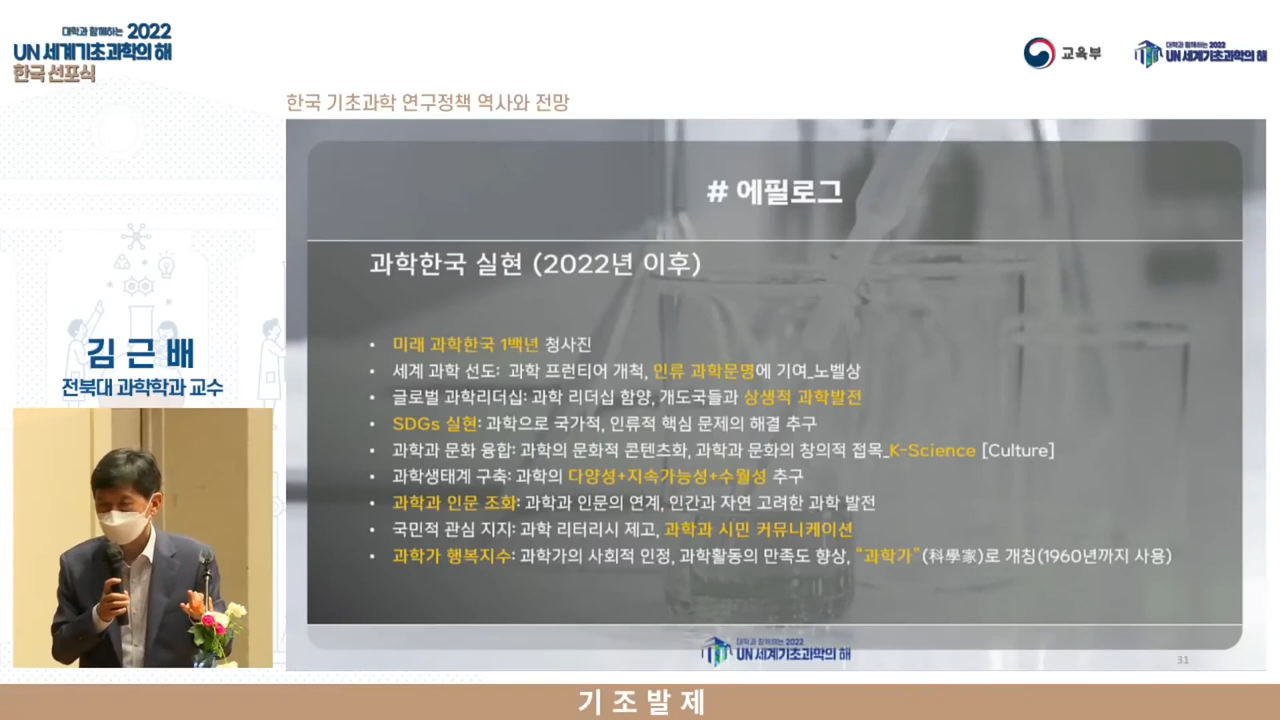 대학과 함께하는 2022
UN 세계기초과학의 해
한국 선포식
교육부
대학과 함께하는 2022
UN 세계기초과학의 해
한국 기초과학 연구정책 역사와 전망
# 에필로그
과학한국 실현 (2022년 이후)
• 미래 과학한국 1백년 청사진
• 세계 과학 선도: 과학 프런티어 개척, 인류 과학문명에 기여_노벨상
• 글로벌 과학리더십: 과학 리더십 함양, 개도국들과 상생적 과학발전
• SDGs 실현: 과학으로 국가적, 인류적 핵심 문제의 해결 추구
• 과학과 문화 융합: 과학의 문화적 콘텐츠화, 과학과 문화의 창의적 접목_K-Science [Culture]
• 과학생태계 구축: 과학의 다양성+지속가능성+수월성 추구
• 과학과 인문 조화: 과학과 인문의 연계, 인간과 자연 고려한 과학 발전
• 국민적 관심 지지: 과학 리터리시 제고, 과학과 시민 커뮤니케이션
• 과학가 행복지수: 과학가의 사회적 인정, 과학활동의 만족도 향상, “과학가”(科學家)로 개칭(1960년까지 사용)
대학과 함께하는 2022
UN 세계기초과학의 해
31
김근배
전북대 과학학과 교수
기조발제